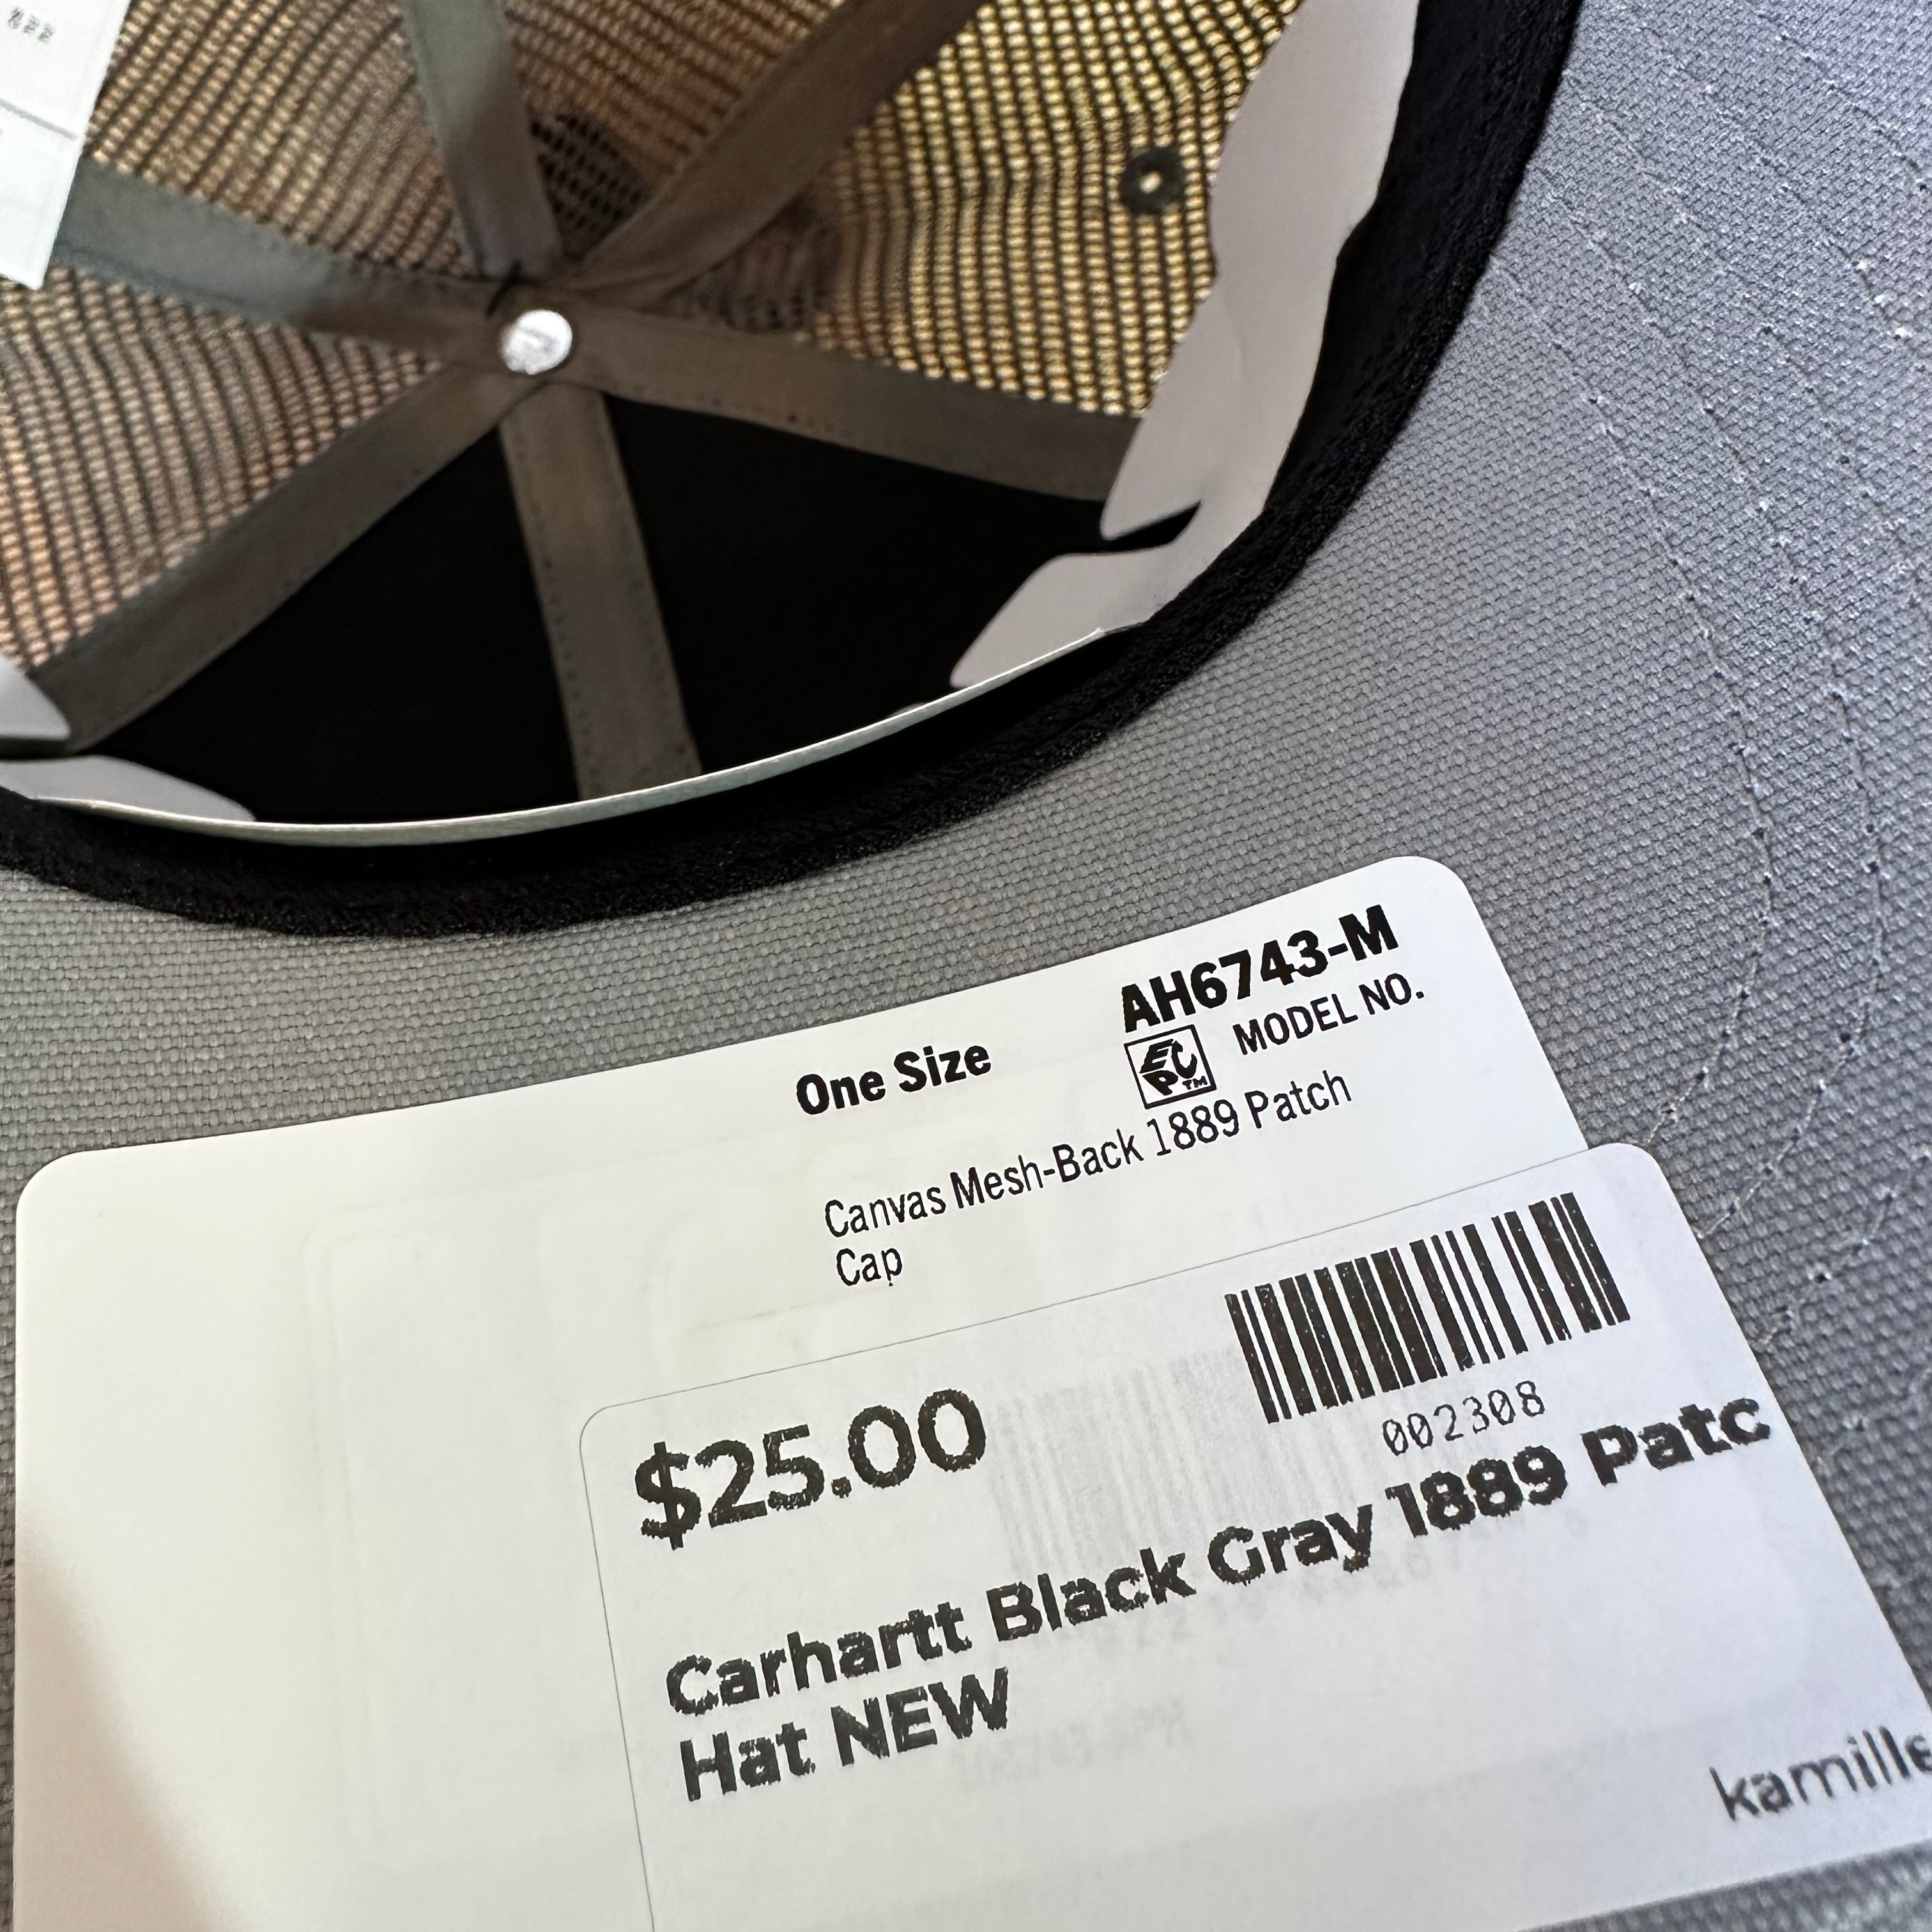 AH6743-M
One Size
EPC™ MODEL NO.
Canvas Mesh-Back 1889 Patch
Cap
002308
$25.00
Carhartt Black Gray 1889 Patc
Hat NEW
kamille